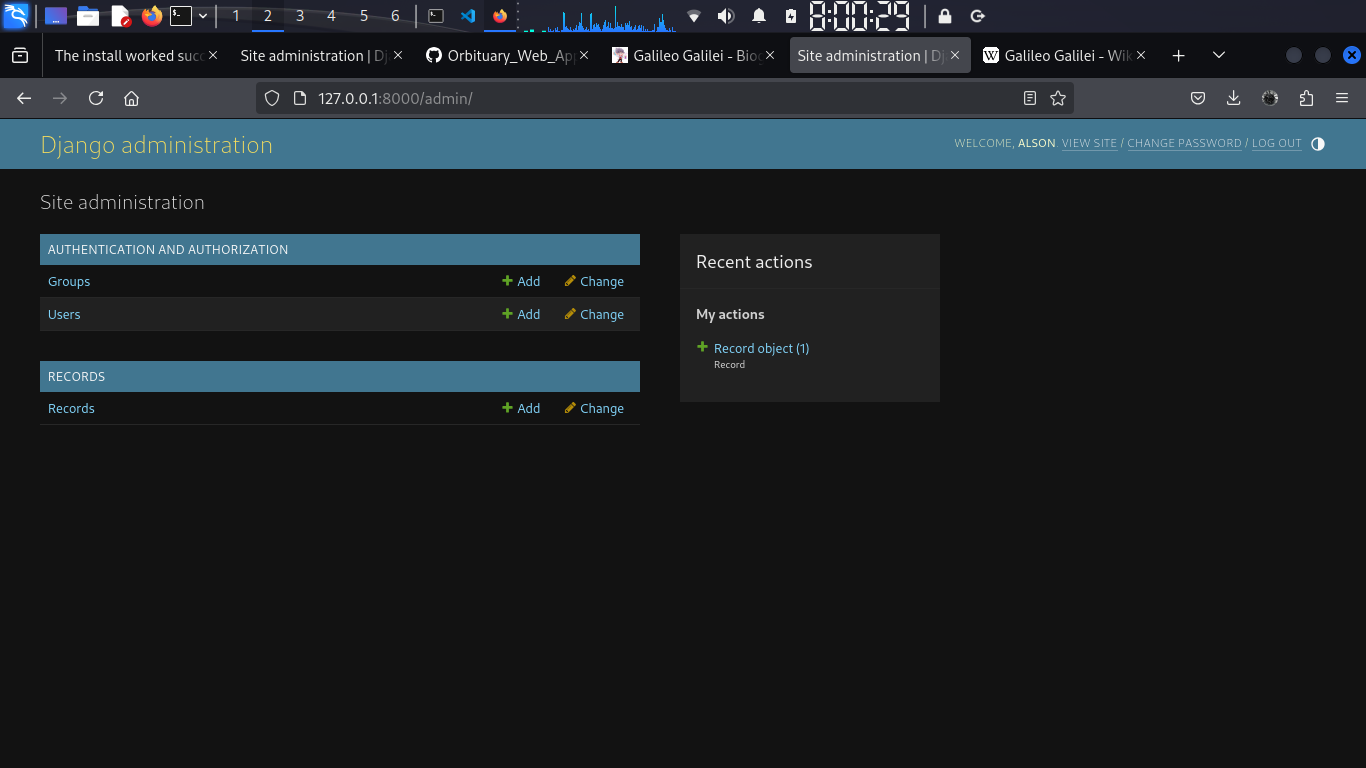 1 2 3 4 5 6 8:00:29
The install worked succ Site administration | Dj Orbituary_Web_App Galileo Galilei - Biog Site administration | Dj Galileo Galilei - Wik
127.0.0.1:8000/admin/
Django administration
WELCOME, ALSON. VIEW SITE / CHANGE PASSWORD / LOG OUT
Site administration
AUTHENTICATION AND AUTHORIZATION
Groups Add Change
Users Add Change
RECORDS
Records Add Change
Recent actions
My actions
Record object (1)
Record